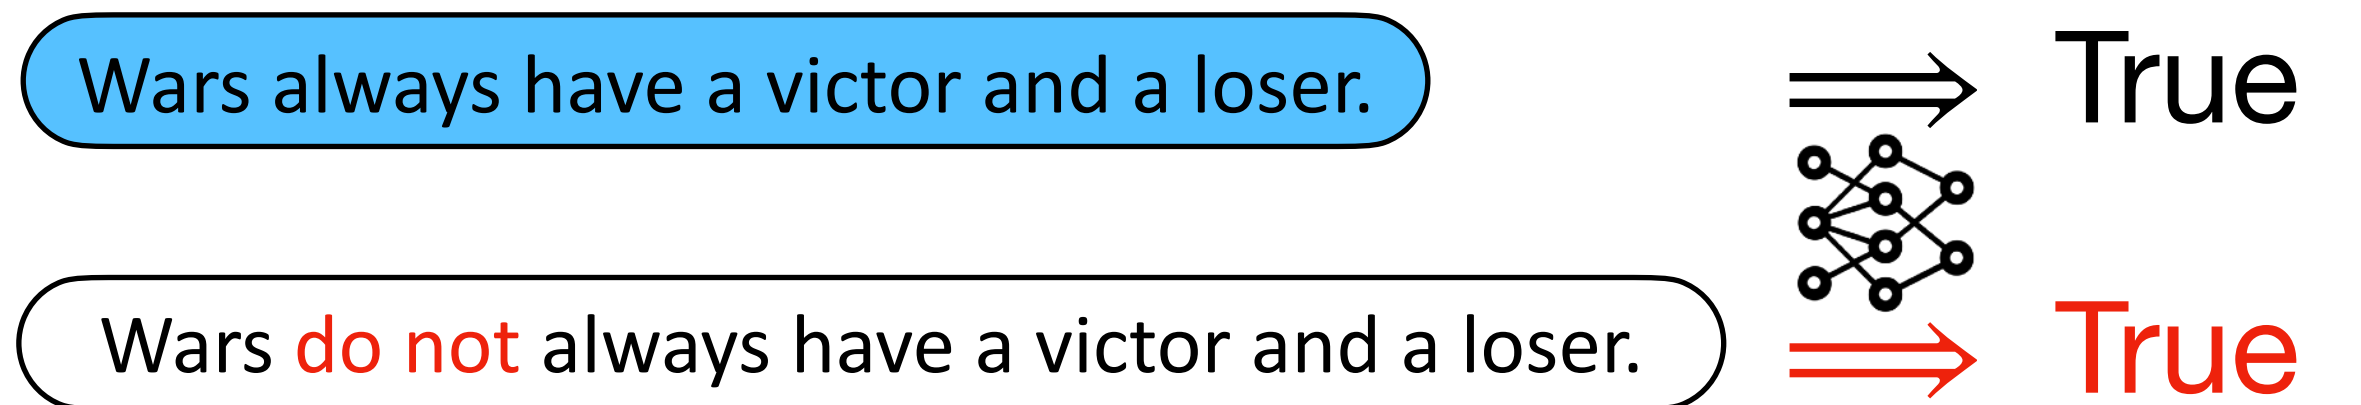 Wars always have a victor and a loser.
True
Wars do not always have a victor and a loser.
True